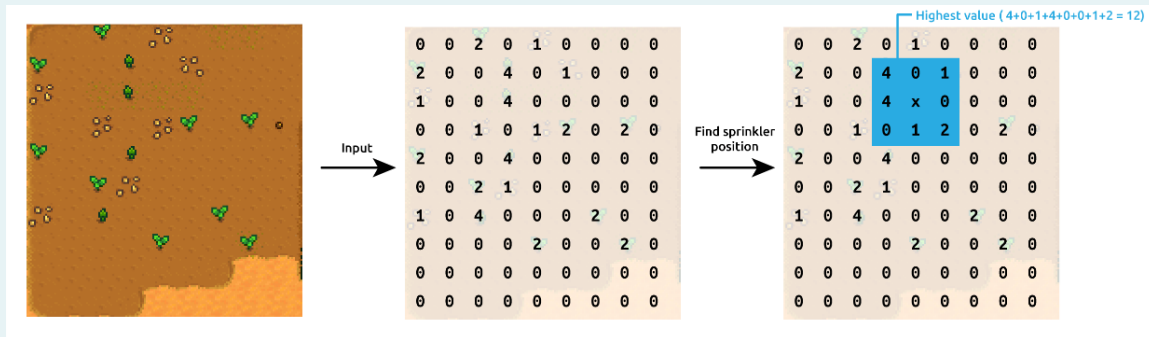 Highest value ( 4+0+1+4+0+0+1+2 = 12)
Input
0 0 2 0 1 0 0 0 0
2 0 0 4 0 1 0 0 0
1 0 0 4 0 0 0 0 0
0 0 1 0 1 2 0 2 0
2 0 0 4 0 0 0 0 0
0 0 2 1 0 0 0 0 0
1 0 4 0 0 0 2 0 0
0 0 0 0 2 0 0 2 0
0 0 0 0 0 0 0 0 0
0 0 0 0 0 0 0 0 0
Find sprinkler
position
0 0 2 0 1 0 0 0 0
2 0 0 4 0 1 0 0 0
1 0 0 4 x 0 0 0 0
0 0 1 0 1 2 0 2 0
2 0 0 4 0 0 0 0 0
0 0 2 1 0 0 0 0 0
1 0 4 0 0 0 2 0 0
0 0 0 0 2 0 0 2 0
0 0 0 0 0 0 0 0 0
0 0 0 0 0 0 0 0 0